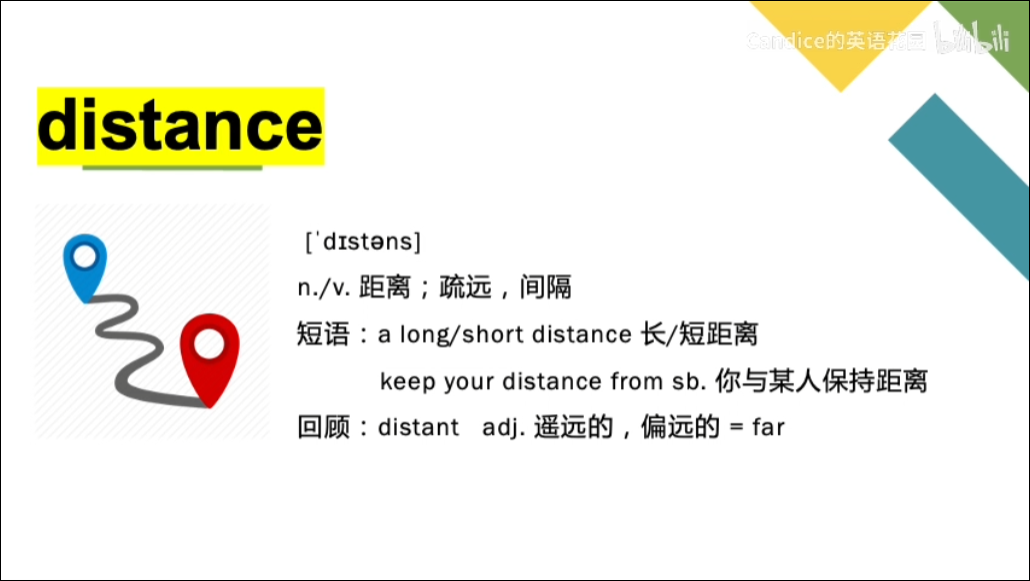 Candice的英语花园 bilibili
distance
[ˈdɪstəns]
n./v. 距离；疏远，间隔
短语：a long/short distance 长/短距离
keep your distance from sb. 你与某人保持距离
回顾：distant adj. 遥远的，偏远的 = far